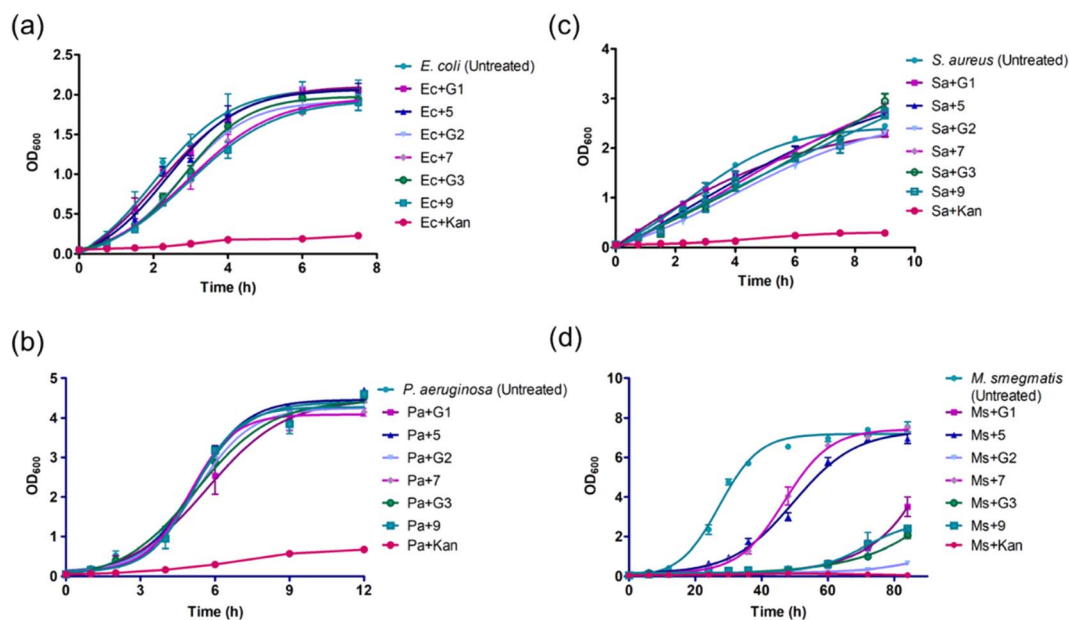 (a)
2.5
2.0
1.5
1.0
0.5
0.0
OD600
0
2
4
6
8
Time (h)
E. coli (Untreated)
Ec+G1
Ec+5
Ec+G2
Ec+7
Ec+G3
Ec+9
Ec+Kan
(c)
4
3
2
1
0
OD600
0
2
4
6
8
10
Time (h)
S. aureus (Untreated)
Sa+G1
Sa+5
Sa+G2
Sa+7
Sa+G3
Sa+9
Sa+Kan
(b)
5
4
3
2
1
0
OD600
0
3
6
9
12
Time (h)
P. aeruginosa (Untreated)
Pa+G1
Pa+5
Pa+G2
Pa+7
Pa+G3
Pa+9
Pa+Kan
(d)
10
8
6
4
2
0
OD600
0
20
40
60
80
Time (h)
M. smegmatis
(Untreated)
Ms+G1
Ms+5
Ms+G2
Ms+7
Ms+G3
Ms+9
Ms+Kan